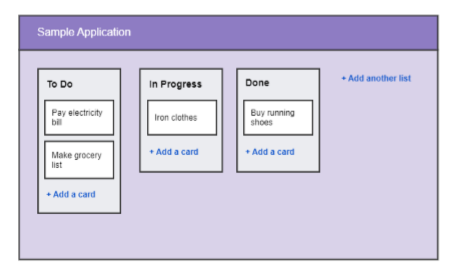 Sample Application
To Do
Pay electricity
bill
Make grocery
list
+ Add a card
In Progress
Iron clothes
+ Add a card
Done
Buy running
shoes
+ Add a card
+ Add another list